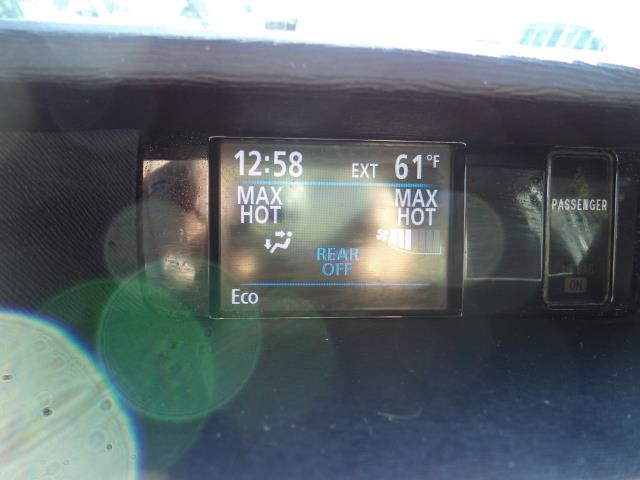 12:58 EXT 61°F
MAX MAX
HOT HOT
REAR
OFF
Eco
PASSENGER
ON